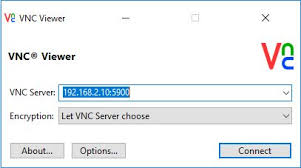 VNC Viewer
VNC® Viewer
VNC Server: 192.168.2.10:5900
Encryption: Let VNC Server choose
About... Options... Connect